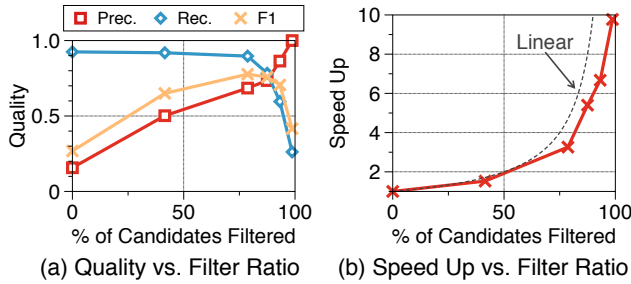 Prec. Rec. F1
1.0
0.5
0
Quality
0 50 100
% of Candidates Filtered
(a) Quality vs. Filter Ratio
10
8
6
4
2
Speed Up
Linear
0 50 100
% of Candidates Filtered
(b) Speed Up vs. Filter Ratio